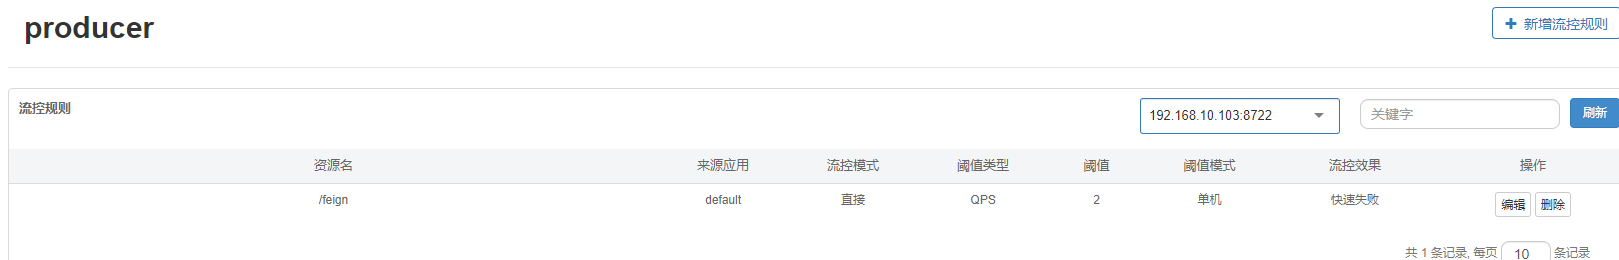 producer
+ 新增流控规则
流控规则
192.168.10.103:8722 关键字 刷新
资源名 来源应用 流控模式 阈值类型 阈值 阈值模式 流控效果 操作
/feign default 直接 QPS 2 单机 快速失败 编辑 删除
共 1 条记录, 每页 10 条记录